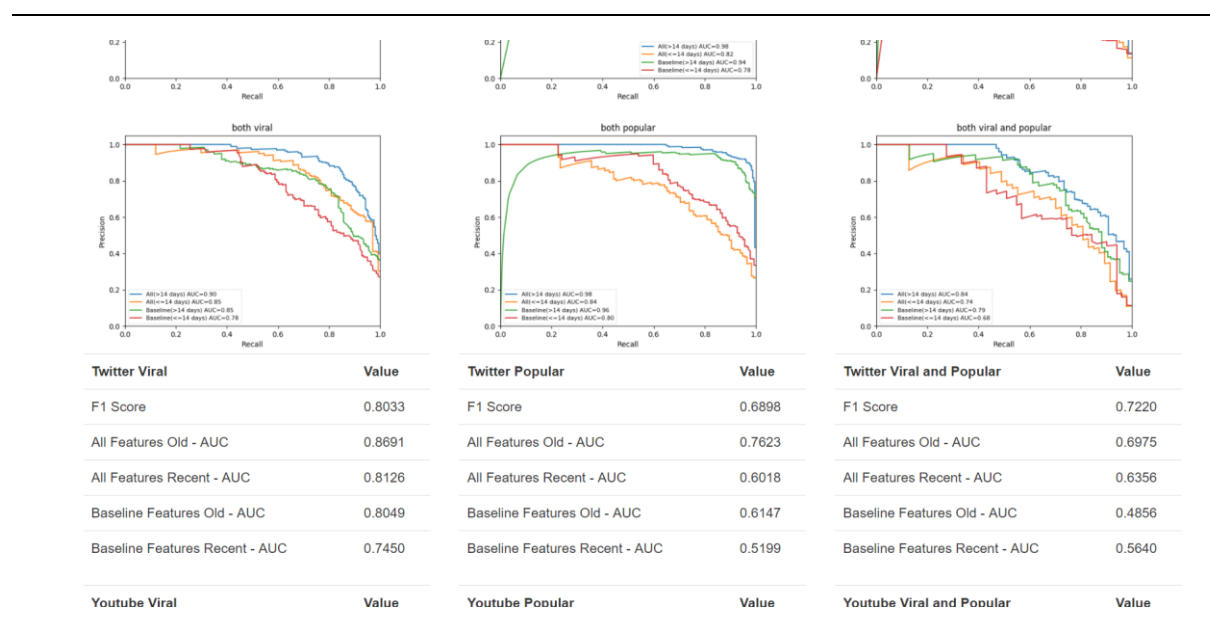 0.2
0.0
0.0 0.2 0.4 0.6 0.8 1.0
Recall
0.2
0.0
0.0 0.2 0.4 0.6 0.8 1.0
Recall
All(>14 days) AUC=0.98
All(<=14 days) AUC=0.82
Baseline(>14 days) AUC=0.94
Baseline(<=14 days) AUC=0.78
0.2
0.0
0.0 0.2 0.4 0.6 0.8 1.0
Recall
both viral
1.0
0.8
0.6
0.4
0.2
0.0
Precision
All(>14 days) AUC=0.90
All(<=14 days) AUC=0.85
Baseline(>14 days) AUC=0.85
Baseline(<=14 days) AUC=0.78
0.0 0.2 0.4 0.6 0.8 1.0
Recall
both popular
1.0
0.8
0.6
0.4
0.2
0.0
Precision
All(>14 days) AUC=0.98
All(<=14 days) AUC=0.84
Baseline(>14 days) AUC=0.96
Baseline(<=14 days) AUC=0.80
0.0 0.2 0.4 0.6 0.8 1.0
Recall
both viral and popular
1.0
0.8
0.6
0.4
0.2
0.0
Precision
All(>14 days) AUC=0.84
All(<=14 days) AUC=0.74
Baseline(>14 days) AUC=0.79
Baseline(<=14 days) AUC=0.68
0.0 0.2 0.4 0.6 0.8 1.0
Recall
Twitter Viral Value
F1 Score 0.8033
All Features Old - AUC 0.8691
All Features Recent - AUC 0.8126
Baseline Features Old - AUC 0.8049
Baseline Features Recent - AUC 0.7450
Twitter Popular Value
F1 Score 0.6898
All Features Old - AUC 0.7623
All Features Recent - AUC 0.6018
Baseline Features Old - AUC 0.6147
Baseline Features Recent - AUC 0.5199
Twitter Viral and Popular Value
F1 Score 0.7220
All Features Old - AUC 0.6975
All Features Recent - AUC 0.6356
Baseline Features Old - AUC 0.4856
Baseline Features Recent - AUC 0.5640
Youtube Viral Value
Youtube Popular Value
Youtube Viral and Popular Value